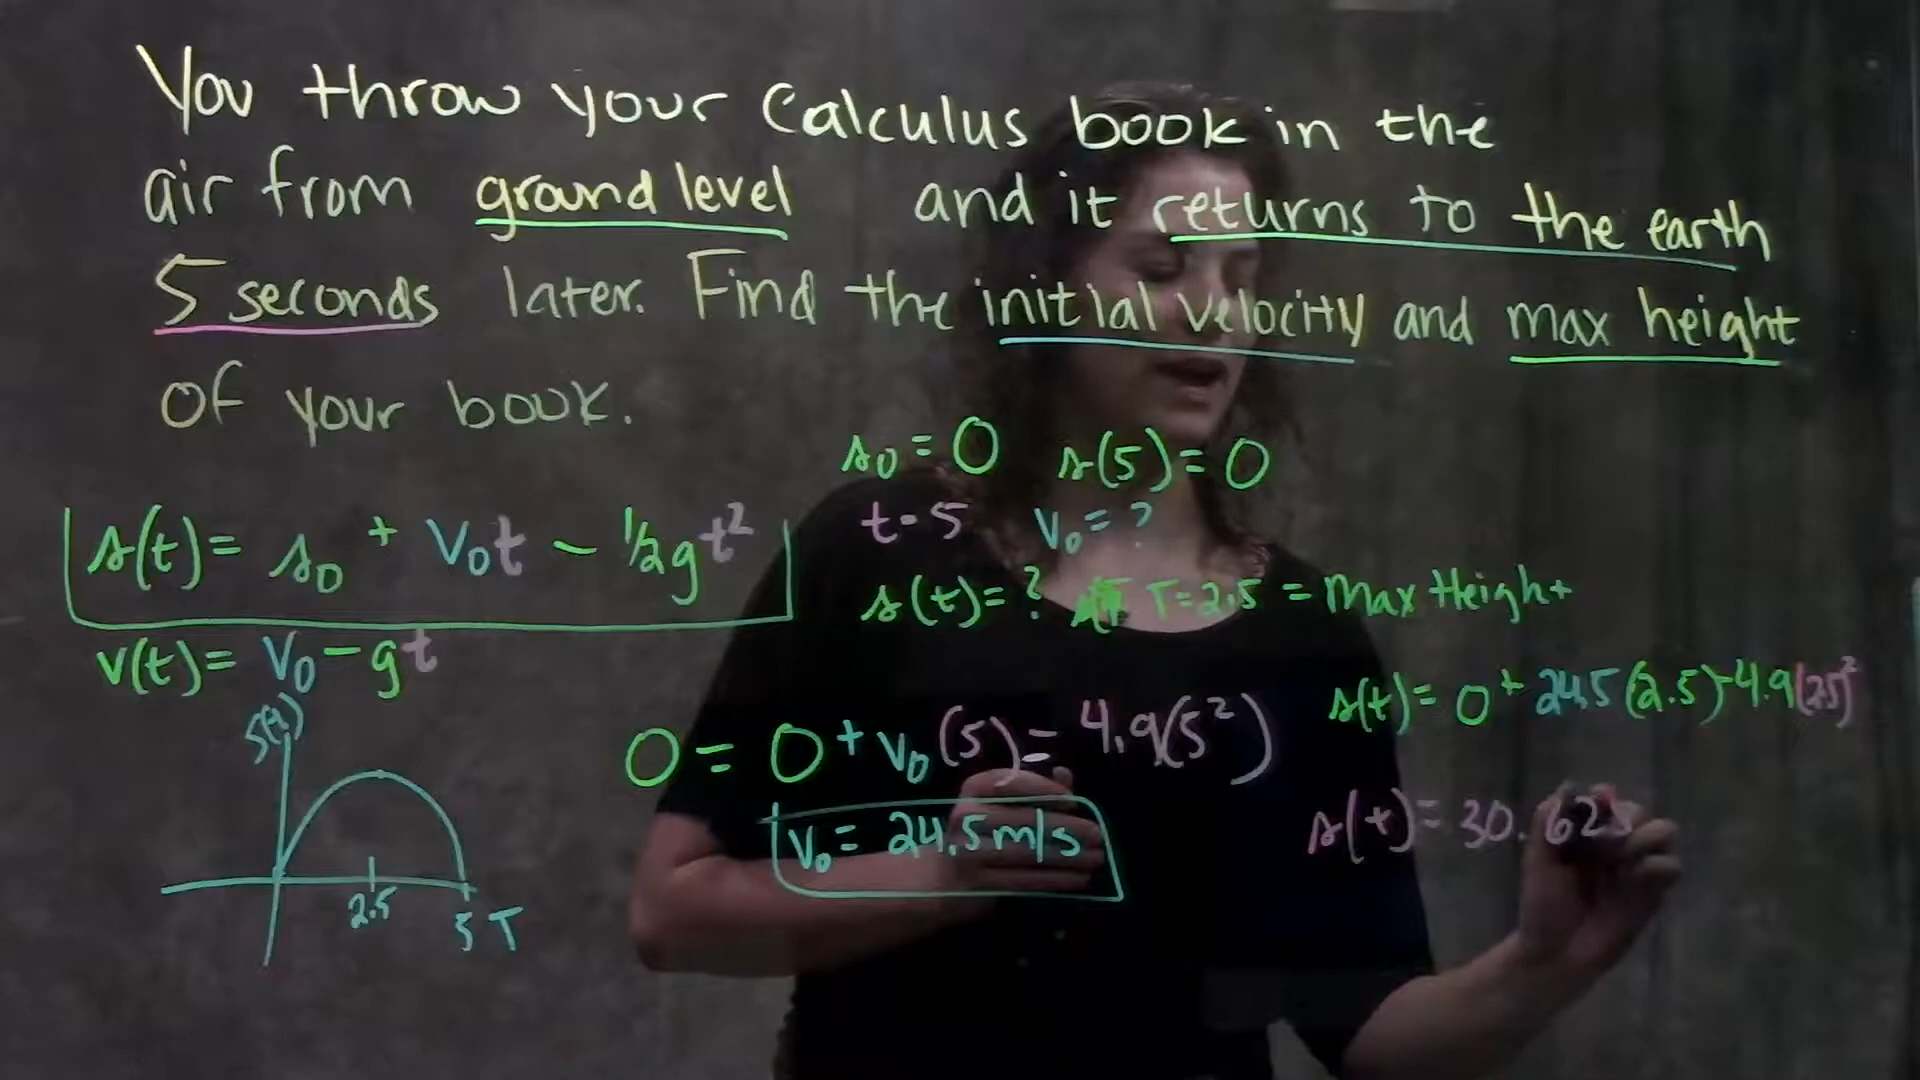 You throw your Calculus book in the
air from ground level and it returns to the earth
5 seconds later. Find the initial velocity and max height
of your book.
s₀ = 0 s(5) = 0
t = 5 v₀ = ?
s(t) = s₀ + v₀t - ½gt²
s(t) = ? T = 2.5 = Max Height
v(t) = v₀ - gt
s(t) = 0 + 24.5(2.5) - 4.9(2.5)²
0 = 0 + v₀(5) = 4.9(5²)
v₀ = 24.5 m/s
s(t) = 30.625
2.5
5 T